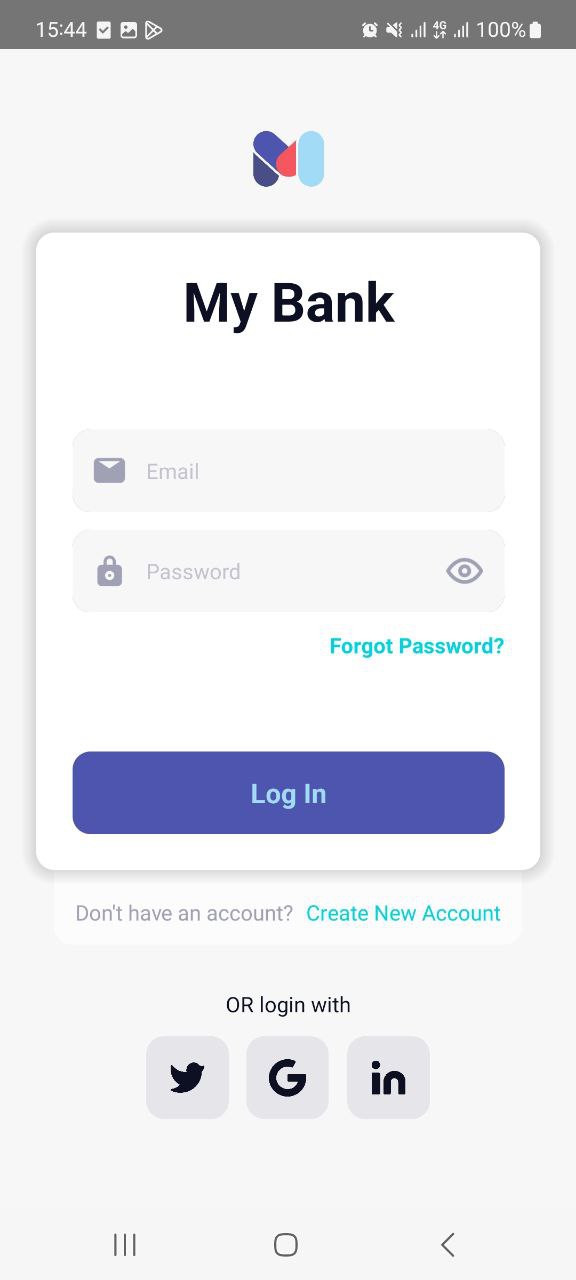 15:44 4G 100%
My Bank
Email
Password
Forgot Password?
Log In
Don't have an account? Create New Account
OR login with